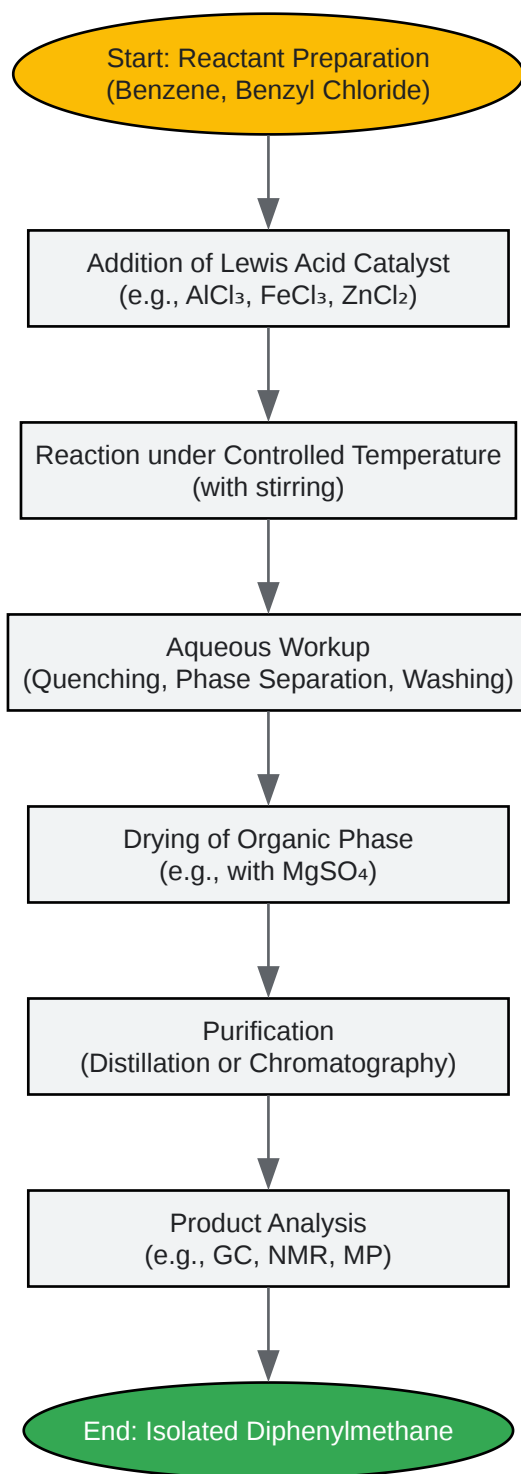 Start: Reactant Preparation
(Benzene, Benzyl Chloride)
Addition of Lewis Acid Catalyst
(e.g., AlCl₃, FeCl₃, ZnCl₂)
Reaction under Controlled Temperature
(with stirring)
Aqueous Workup
(Quenching, Phase Separation, Washing)
Drying of Organic Phase
(e.g., with MgSO₄)
Purification
(Distillation or Chromatography)
Product Analysis
(e.g., GC, NMR, MP)
End: Isolated Diphenylmethane